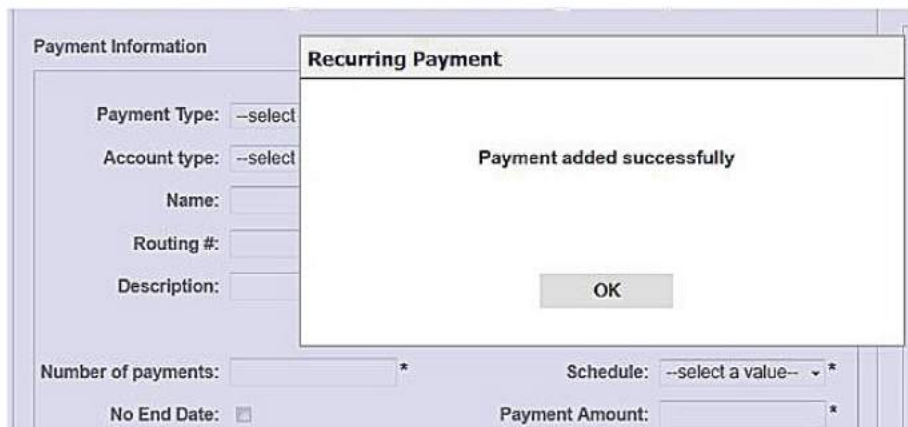 Payment Information
Recurring Payment
Payment Type: --select
Account type: --select
Payment added successfully
Name:
Routing #:
Description:
OK
Number of payments: * Schedule: --select a value-- *
No End Date: Payment Amount: *